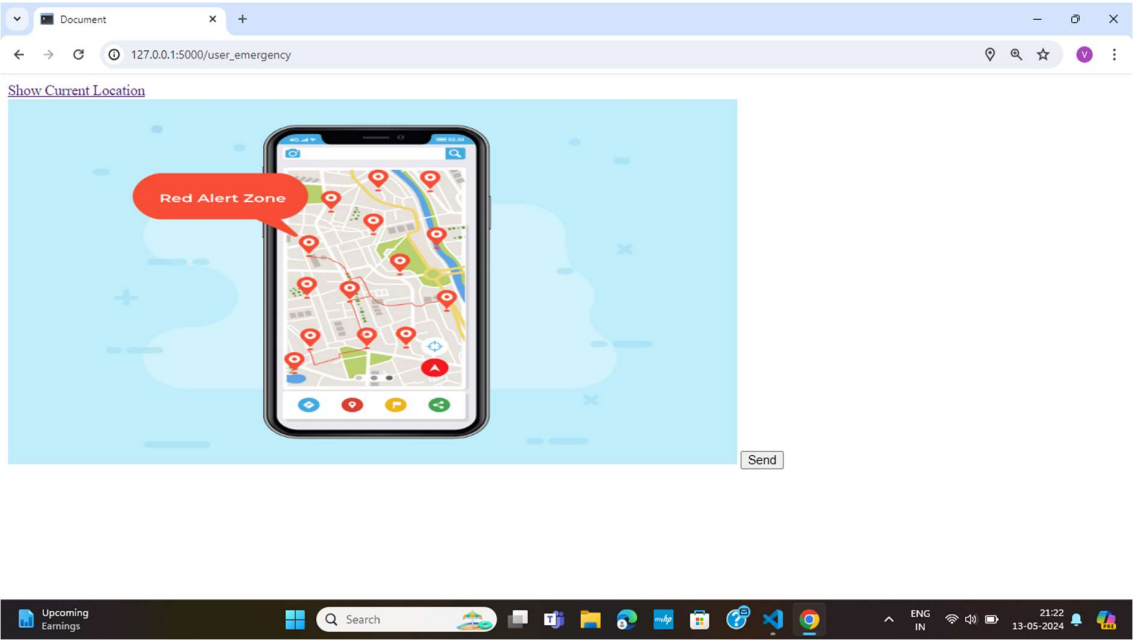 Document
127.0.0.1:5000/user_emergency
V
Show Current Location
Red Alert Zone
Send
Upcoming
Earnings
Search
ENG
IN
21:22
13-05-2024